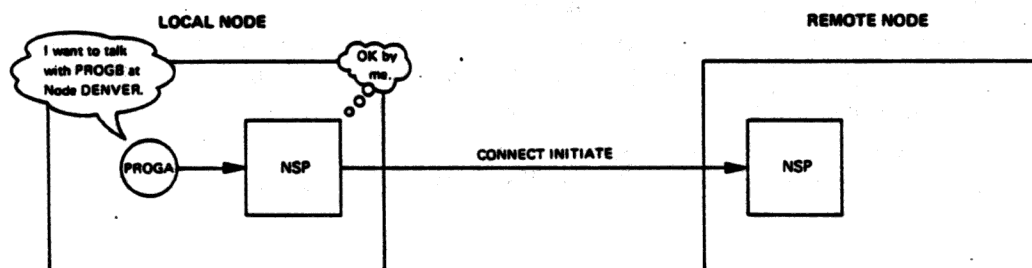 LOCAL NODE
REMOTE NODE
I want to talk
with PROGB at
Node DENVER.
OK by
me.
PROGA
NSP
CONNECT INITIATE
NSP